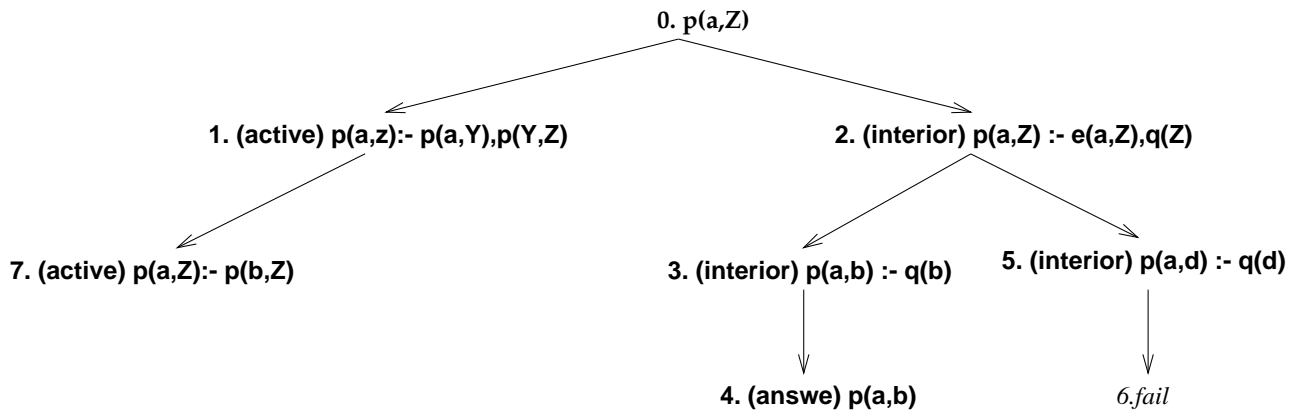 0. p(a,Z)
1. (active) p(a,z):- p(a,Y),p(Y,Z)
2. (interior) p(a,Z) :- e(a,Z),q(Z)
7. (active) p(a,Z):- p(b,Z)
3. (interior) p(a,b) :- q(b)
5. (interior) p(a,d) :- q(d)
4. (answe) p(a,b)
6.fail